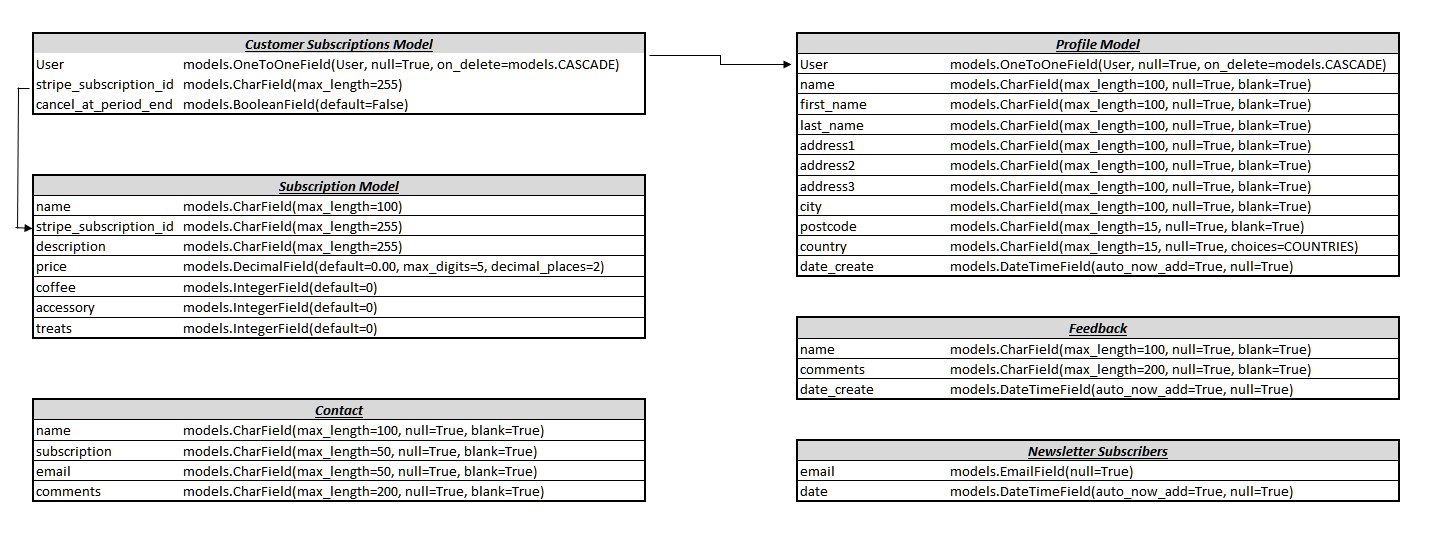 Customer Subscriptions Model
User models.OneToOneField(User, null=True, on_delete=models.CASCADE)
stripe_subscription_id models.CharField(max_length=255)
cancel_at_period_end models.BooleanField(default=False)
Subscription Model
name models.CharField(max_length=100)
stripe_subscription_id models.CharField(max_length=255)
description models.CharField(max_length=255)
price models.DecimalField(default=0.00, max_digits=5, decimal_places=2)
coffee models.IntegerField(default=0)
accessory models.IntegerField(default=0)
treats models.IntegerField(default=0)
Contact
name models.CharField(max_length=100, null=True, blank=True)
subscription models.CharField(max_length=50, null=True, blank=True)
email models.CharField(max_length=50, null=True, blank=True)
comments models.CharField(max_length=200, null=True, blank=True)
Profile Model
User models.OneToOneField(User, null=True, on_delete=models.CASCADE)
name models.CharField(max_length=100, null=True, blank=True)
first_name models.CharField(max_length=100, null=True, blank=True)
last_name models.CharField(max_length=100, null=True, blank=True)
address1 models.CharField(max_length=100, null=True, blank=True)
address2 models.CharField(max_length=100, null=True, blank=True)
address3 models.CharField(max_length=100, null=True, blank=True)
city models.CharField(max_length=100, null=True, blank=True)
postcode models.CharField(max_length=15, null=True, blank=True)
country models.CharField(max_length=15, null=True, choices=COUNTRIES)
date_create models.DateTimeField(auto_now_add=True, null=True)
Feedback
name models.CharField(max_length=100, null=True, blank=True)
comments models.CharField(max_length=200, null=True, blank=True)
date_create models.DateTimeField(auto_now_add=True, null=True)
Newsletter Subscribers
email models.EmailField(null=True)
date models.DateTimeField(auto_now_add=True, null=True)